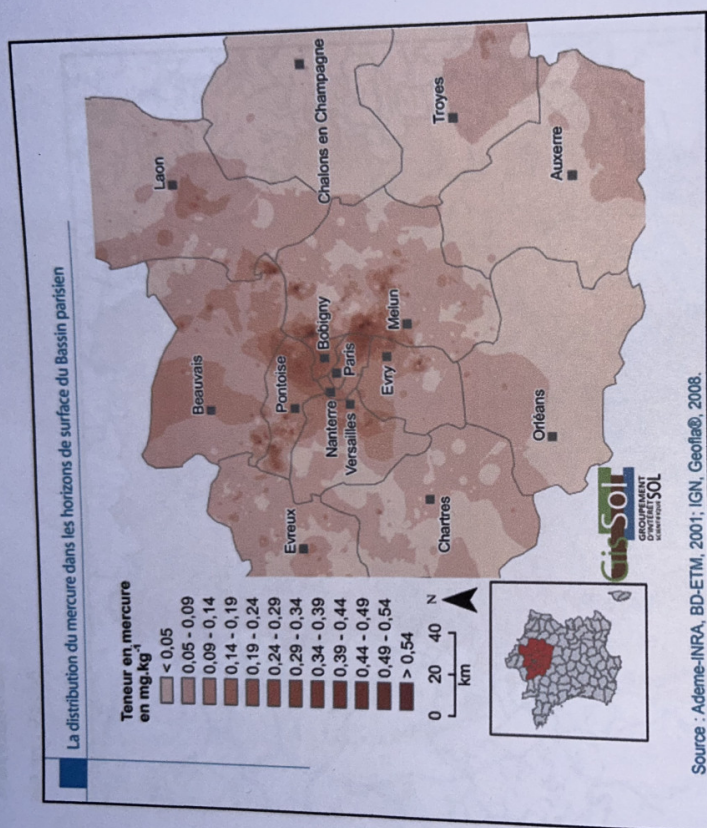 La distribution du mercure dans les horizons de surface du Bassin parisien
Teneur en mercure
en mg.kg-1
< 0,05
0,05 - 0,09
0,09 - 0,14
0,14 - 0,19
0,19 - 0,24
0,24 - 0,29
0,29 - 0,34
0,34 - 0,39
0,39 - 0,44
0,44 - 0,49
0,49 - 0,54
> 0,54
0 20 40
km
N
Laon
Beauvais
Chalons en Champagne
Pontoise
Bobigny
Evreux
Nanterre
Paris
Versailles
Evry
Melun
Troyes
Chartres
Orléans
Auxerre
Gis Sol
GROUPEMENT
D'INTÉRÊT
SCIENTIFIQUE SOL
Source : Ademe-INRA, BD-ETM, 2001; IGN, Geofla®, 2008.